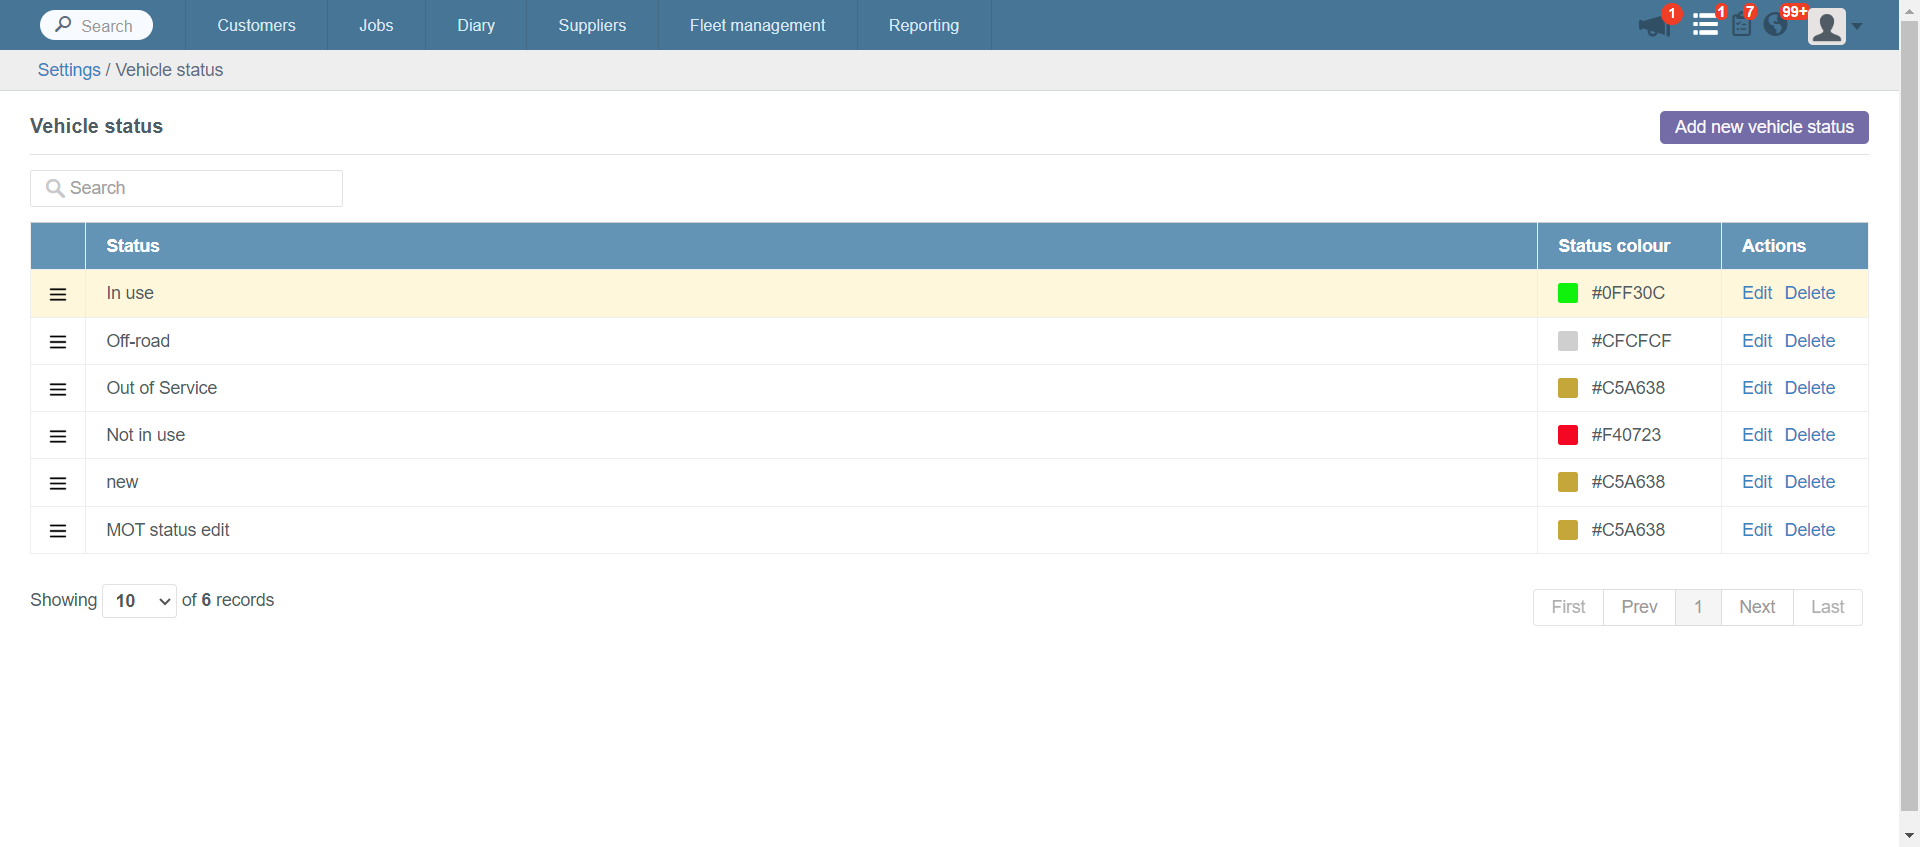 Search Customers Jobs Diary Suppliers Fleet management Reporting 1 1 7 99+
Settings / Vehicle status
Vehicle status Add new vehicle status
Search
Status Status colour Actions
In use #0FF30C Edit Delete
Off-road #CFCFCF Edit Delete
Out of Service #C5A638 Edit Delete
Not in use #F40723 Edit Delete
new #C5A638 Edit Delete
MOT status edit #C5A638 Edit Delete
Showing 10 of 6 records First Prev 1 Next Last